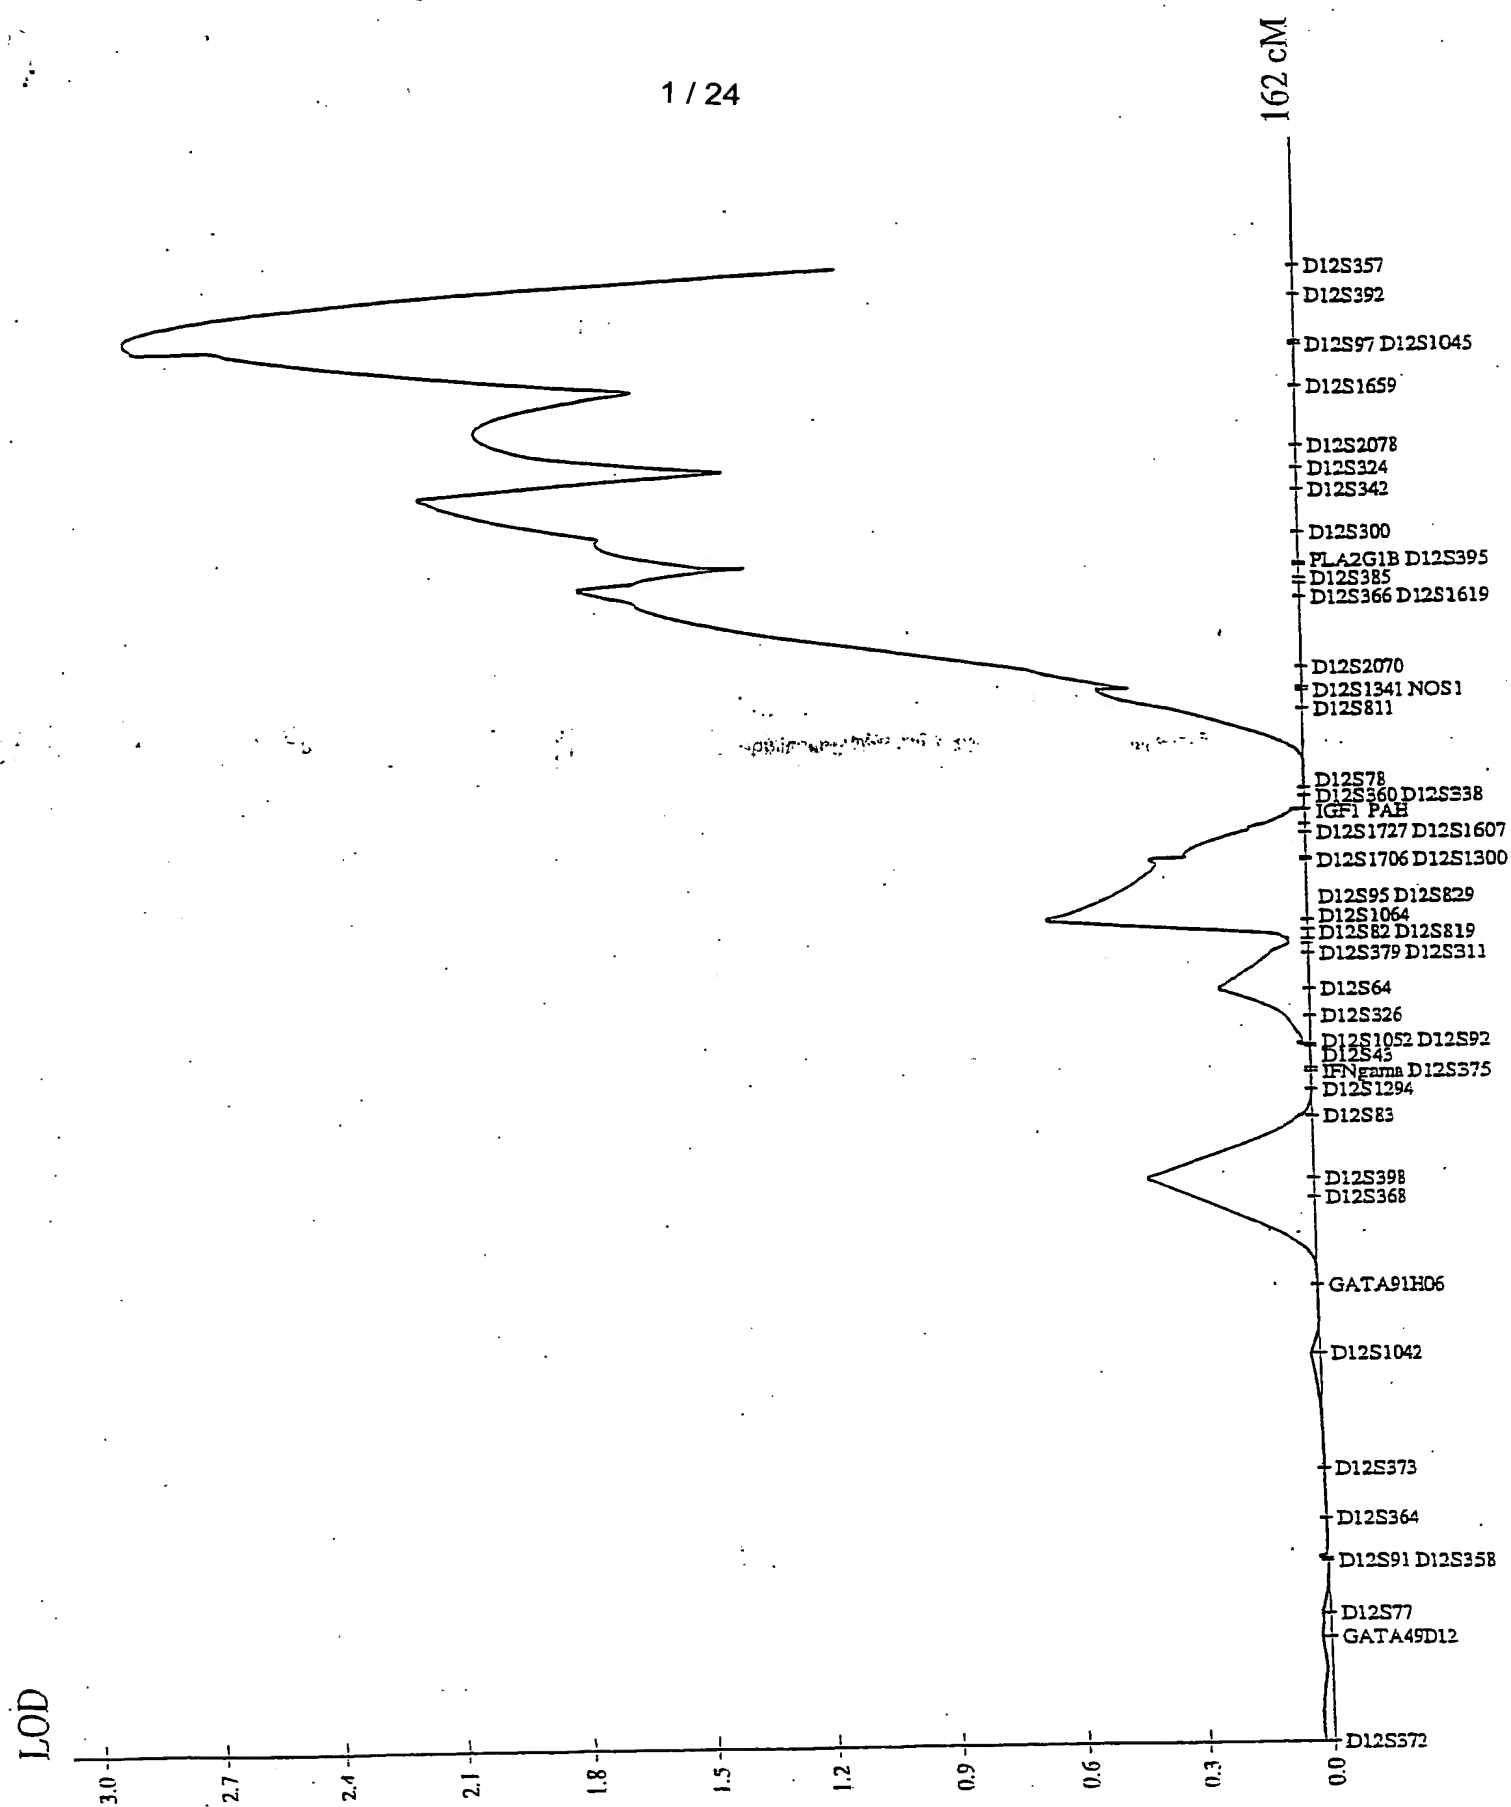 1 / 24
162 cM
D12S357
D12S392
D12S97 D12S1045
D12S1659
D12S2078
D12S324
D12S342
D12S300
PLA2G1B D12S395
D12S385
D12S366 D12S1619
D12S2070
D12S1341 NOS1
D12S811
D12S78
D12S360 D12S338
IGF1 PAH
D12S1727 D12S1607
D12S1706 D12S1300
D12S95 D12S829
D12S1064
D12S82 D12S819
D12S379 D12S311
D12S64
D12S326
D12S1052 D12S92
D12S43
IFNgama D12S375
D12S1294
D12S83
D12S398
D12S368
GATA91H06
D12S1042
D12S373
D12S364
D12S91 D12S358
D12S77
GATA49D12
D12S372
LOD
3.0
2.7
2.4
2.1
1.8
1.5
1.2
0.9
0.6
0.3
0.0